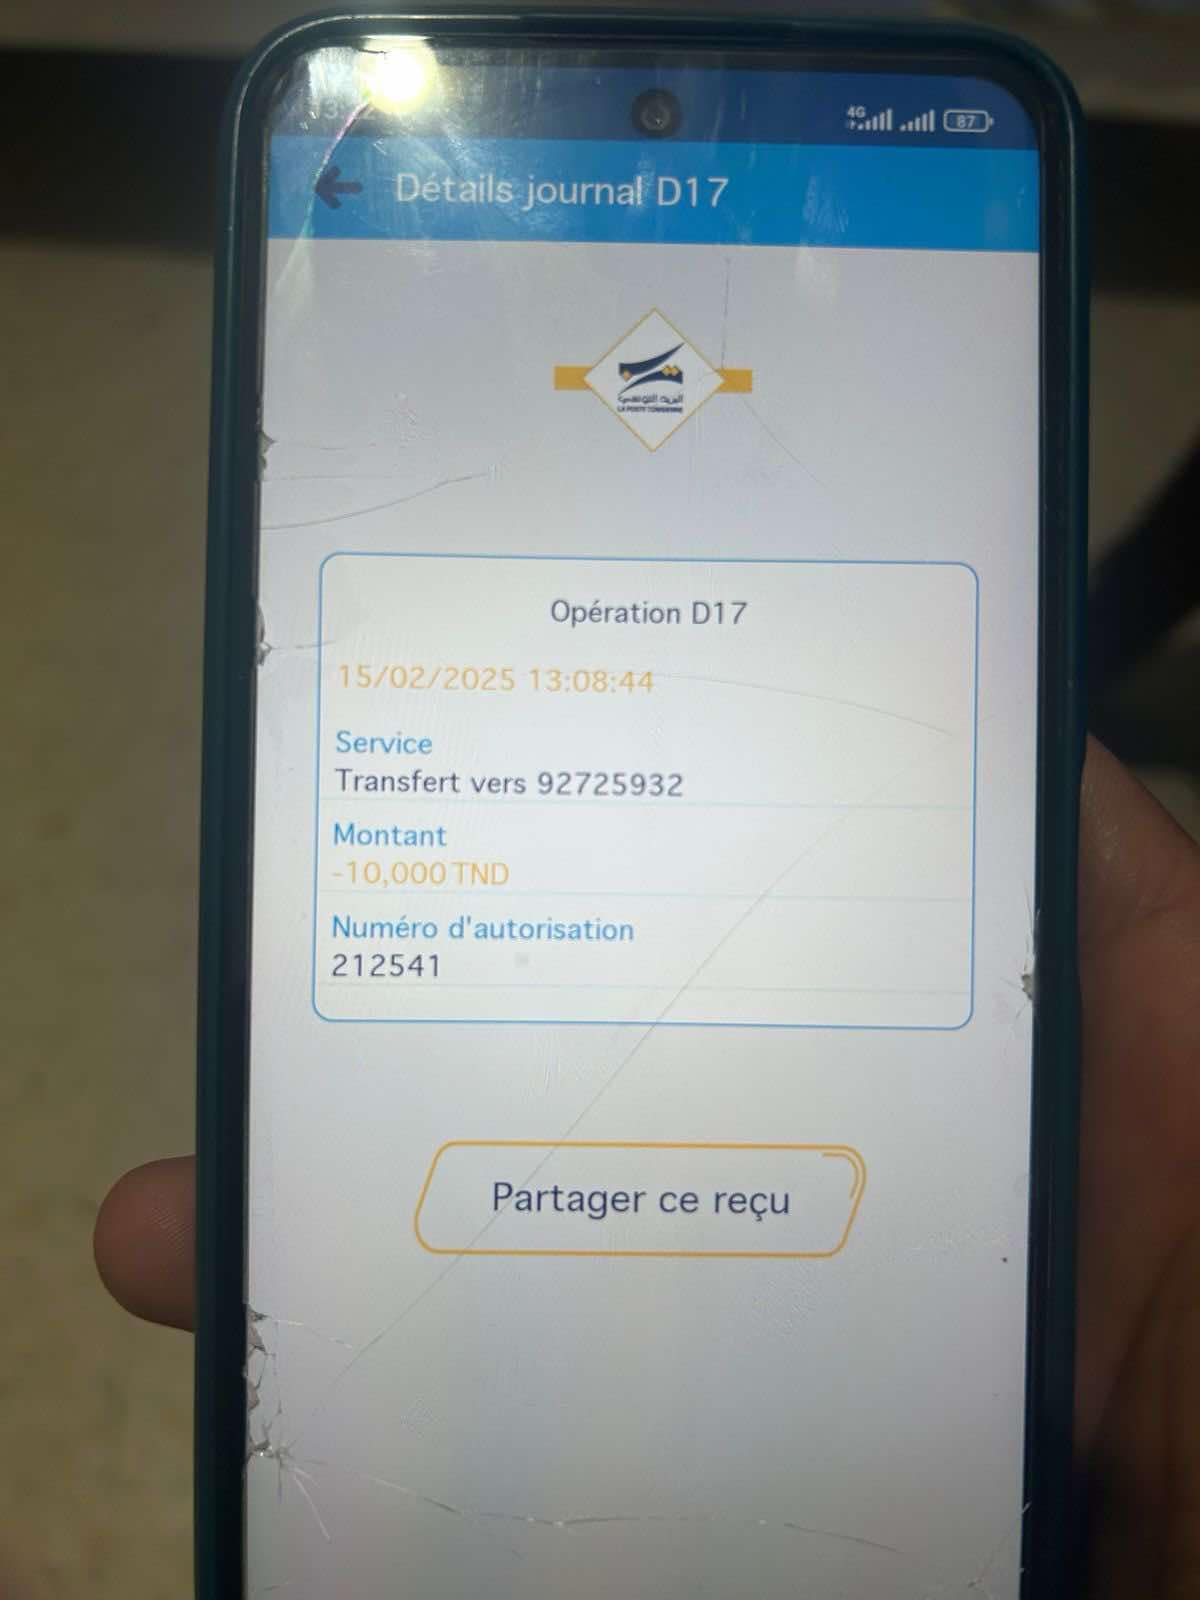 4G
87
Détails journal D17
البريد التونسي
LA POSTE TUNISIENNE
Opération D17
15/02/2025 13:08:44
Service
Transfert vers 92725932
Montant
-10,000 TND
Numéro d'autorisation
212541
Partager ce reçu